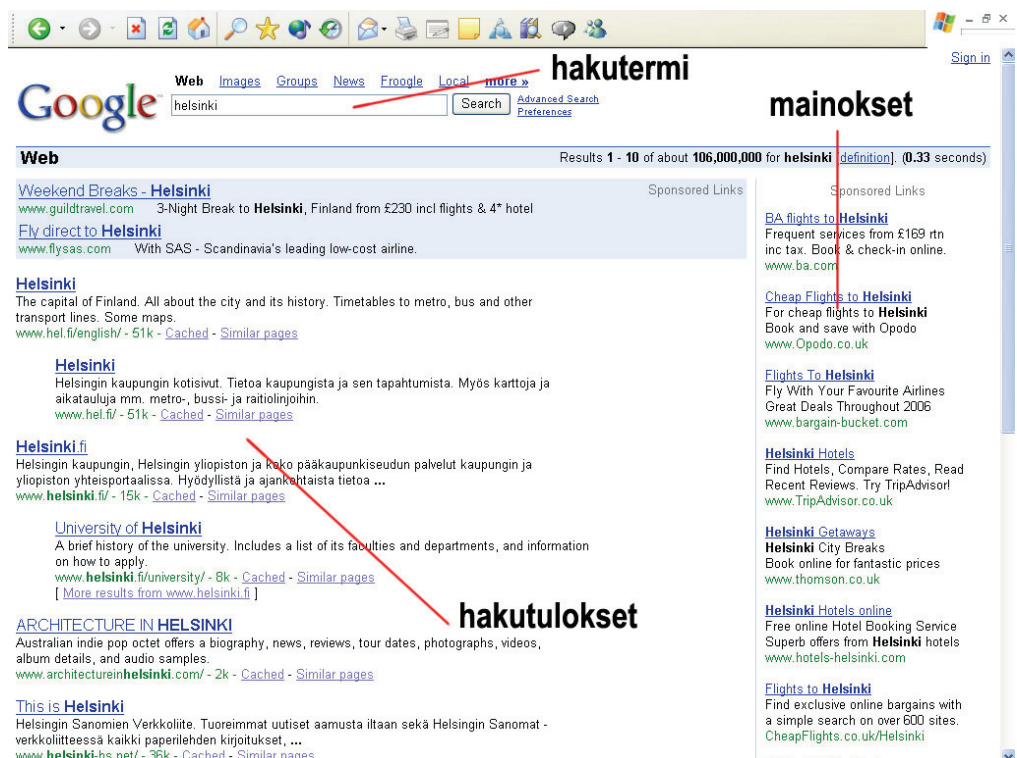 Sign in
hakutermi
Web Images Groups News Froogle Local more »
Google™
helsinki
Search
Advanced Search
Preferences
mainokset
Web
Results 1 - 10 of about 106,000,000 for helsinki [definition]. (0.33 seconds)
Weekend Breaks - Helsinki
Sponsored Links
www.guildtravel.com 3-Night Break to Helsinki, Finland from £230 incl flights & 4* hotel
Fly direct to Helsinki
www.flysas.com With SAS - Scandinavia's leading low-cost airline.
Helsinki
The capital of Finland. All about the city and its history. Timetables to metro, bus and other
transport lines. Some maps.
www.hel.fi/english/ - 51k - Cached - Similar pages
Helsinki
Helsingin kaupungin kotisivut. Tietoa kaupungista ja sen tapahtumista. Myös karttoja ja
aikatauluja mm. metro-, bussi- ja raitiolinjoihin.
www.hel.fi/ - 51k - Cached - Similar pages
Helsinki.fi
Helsingin kaupungin, Helsingin yliopiston ja koko pääkaupunkiseudun palvelut kaupungin ja
yliopiston yhteisportaalissa. Hyödyllistä ja ajankohtaista tietoa ...
www.helsinki.fi/ - 15k - Cached - Similar pages
University of Helsinki
A brief history of the university. Includes a list of its faculties and departments, and information
on how to apply.
www.helsinki.fi/university/ - 8k - Cached - Similar pages
[ More results from www.helsinki.fi ]
hakutulokset
ARCHITECTURE IN HELSINKI
Australian indie pop octet offers a biography, news, reviews, tour dates, photographs, videos,
album details, and audio samples.
www.architectureinhelsinki.com/ - 2k - Cached - Similar pages
This is Helsinki
Helsingin Sanomien Verkkoliite. Tuoreimmat uutiset aamusta iltaan sekä Helsingin Sanomat -
verkkoliitteessä kaikki paperilehden kirjoitukset, ...
www.helsinki-hs.net/ - 36k - Cached - Similar pages
Sponsored Links
BA flights to Helsinki
Frequent services from £169 rtn
inc tax. Book & check-in online.
www.ba.com
Cheap Flights to Helsinki
For cheap flights to Helsinki
Book and save with Opodo
www.Opodo.co.uk
Flights To Helsinki
Fly With Your Favourite Airlines
Great Deals Throughout 2006
www.bargain-bucket.com
Helsinki Hotels
Find Hotels, Compare Rates, Read
Recent Reviews. Try TripAdvisor!
www.TripAdvisor.co.uk
Helsinki Getaways
Helsinki City Breaks
Book online for fantastic prices
www.thomson.co.uk
Helsinki Hotels online
Free online Hotel Booking Service
Superb offers from Helsinki hotels
www.hotels-helsinki.com
Flights to Helsinki
Find exclusive online bargains with
a simple search on over 600 sites.
CheapFlights.co.uk/Helsinki